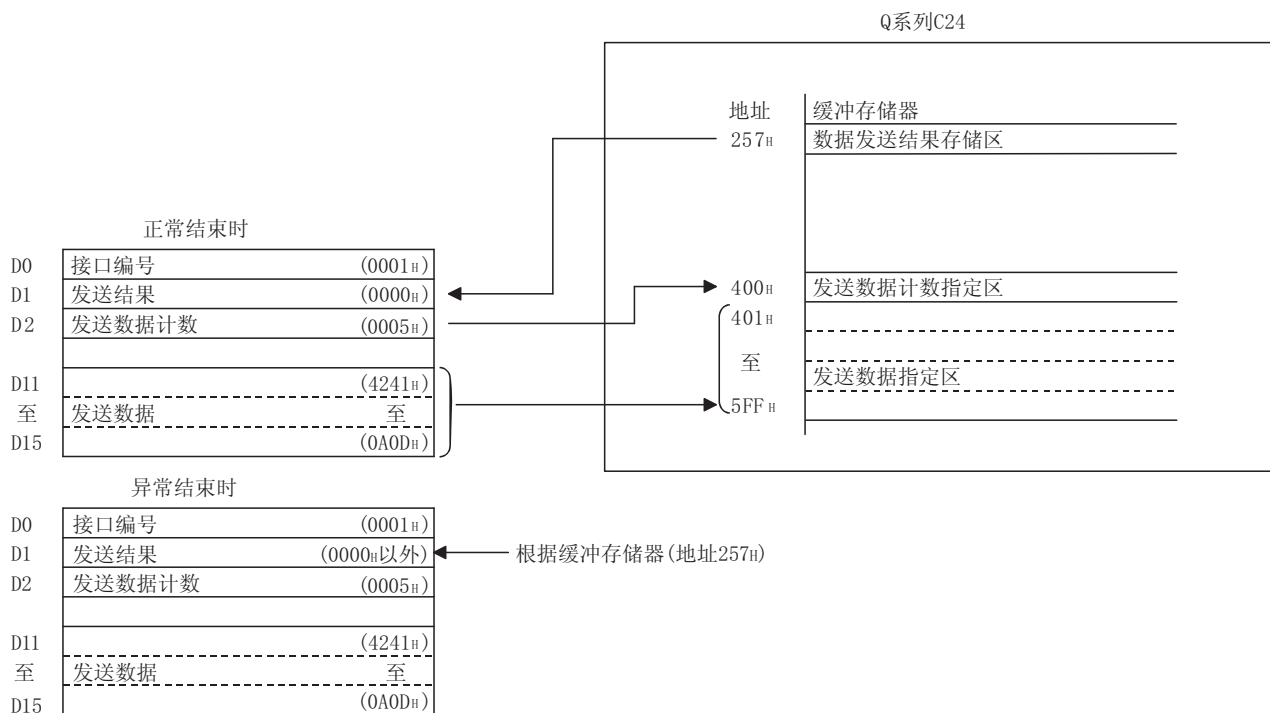 Q系列C24
地址 缓冲存储器
257H 数据发送结果存储区
正常结束时
D0 接口编号 (0001H)
D1 发送结果 (0000H)
D2 发送数据计数 (0005H)
400H 发送数据计数指定区
401H
至
5FFH
发送数据指定区
D11 (4241H)
至 发送数据 至
D15 (0A0DH)
异常结束时
D0 接口编号 (0001H)
D1 发送结果 (0000H以外) 根据缓冲存储器(地址257H)
D2 发送数据计数 (0005H)
D11 (4241H)
至 发送数据 至
D15 (0A0DH)